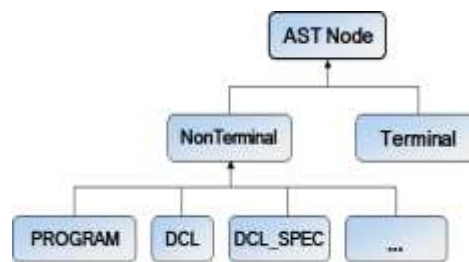 AST Node
NonTerminal
Terminal
PROGRAM
DCL
DCL_SPEC
...